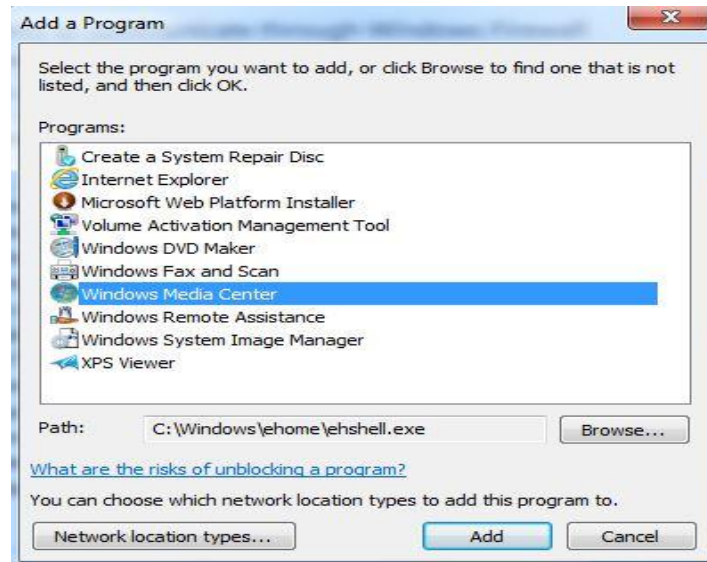 Add a Program
Select the program you want to add, or click Browse to find one that is not
listed, and then click OK.
Programs:
Create a System Repair Disc
Internet Explorer
Microsoft Web Platform Installer
Volume Activation Management Tool
Windows DVD Maker
Windows Fax and Scan
Windows Media Center
Windows Remote Assistance
Windows System Image Manager
XPS Viewer
Path: C:\Windows\ehome\ehshell.exe Browse...
What are the risks of unblocking a program?
You can choose which network location types to add this program to.
Network location types... Add Cancel